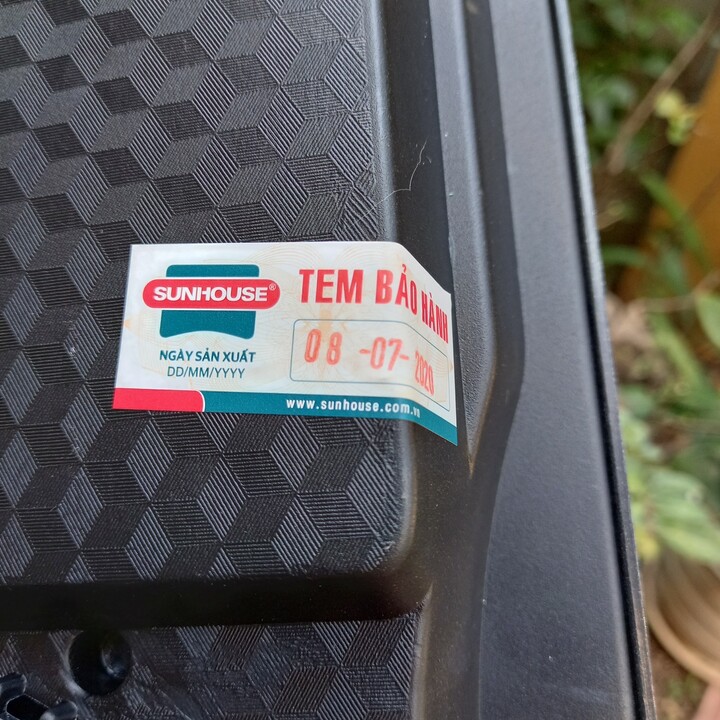 SUNHOUSE®
TEM BẢO HÀNH
NGÀY SẢN XUẤT
DD/MM/YYYY
08 -07- 2020
www.sunhouse.com.vn